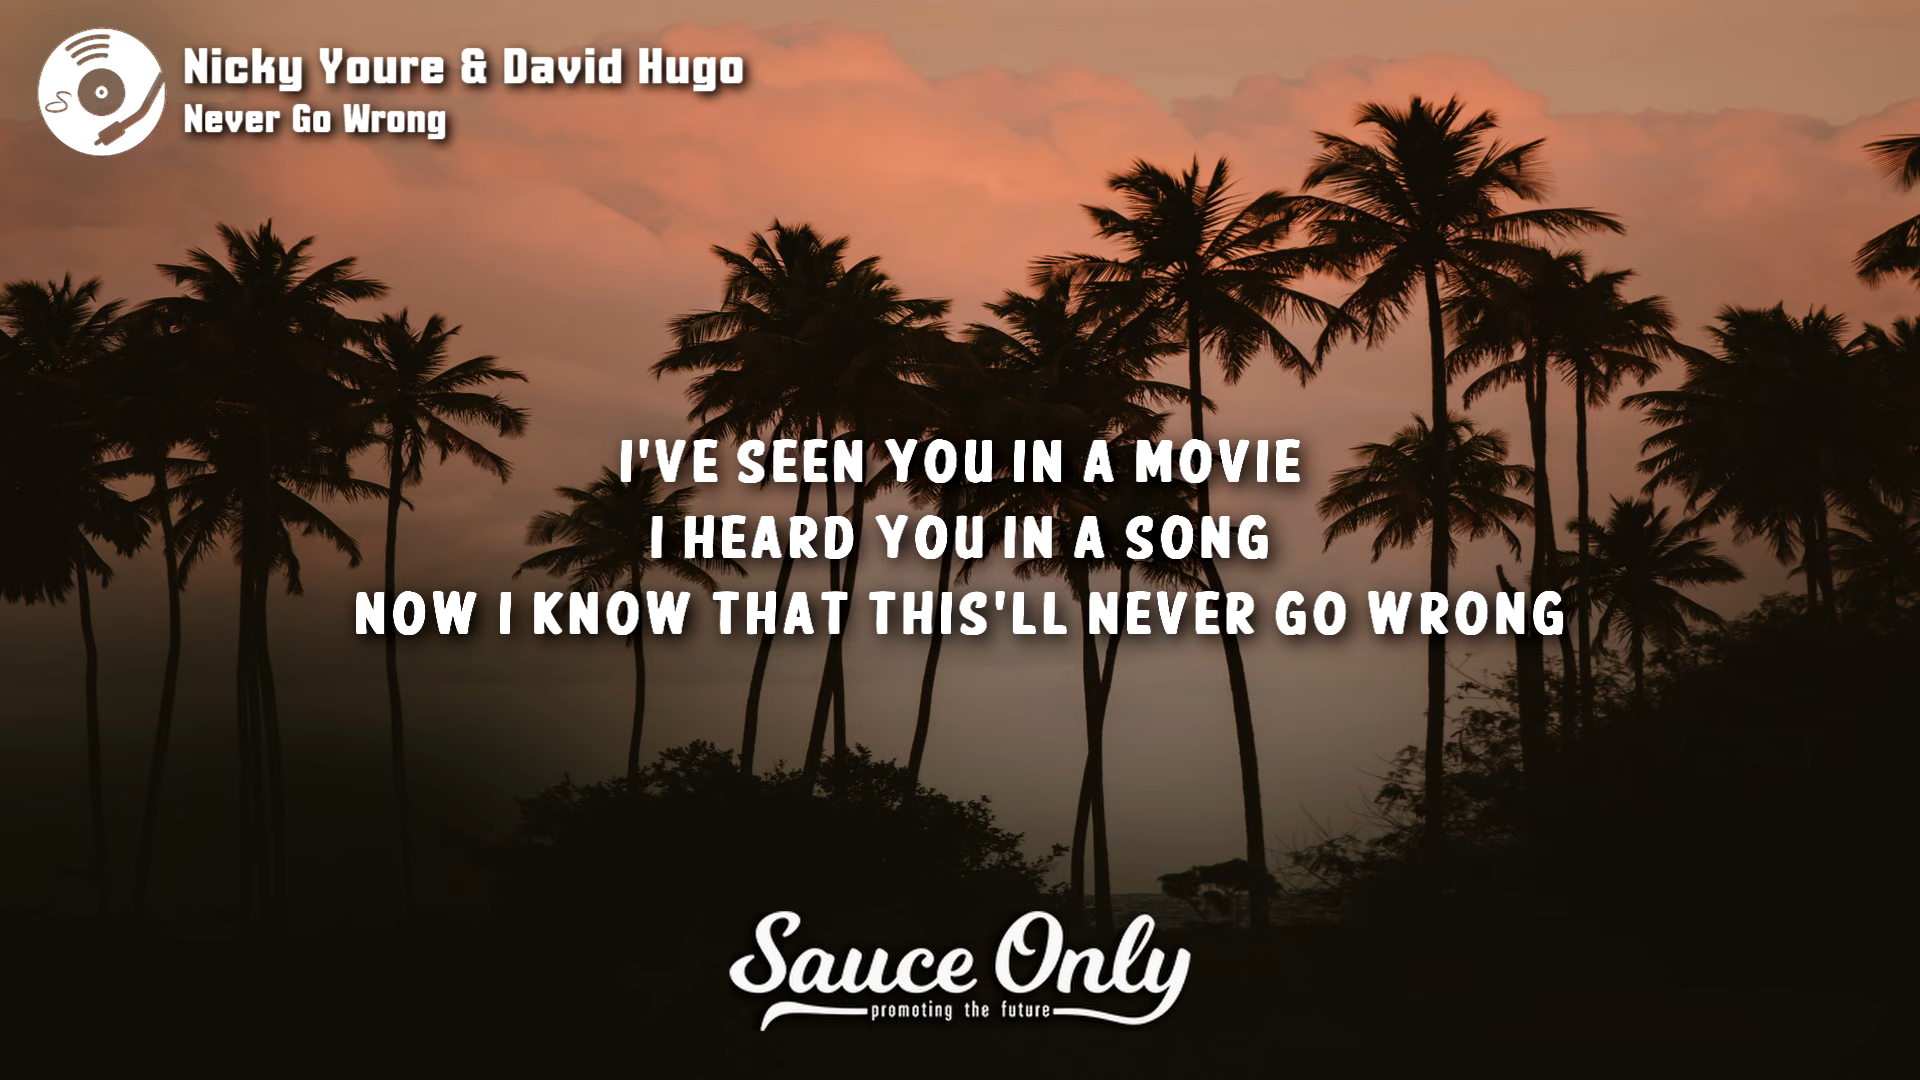 Nicky Youre & David Hugo
Never Go Wrong
I'VE SEEN YOU IN A MOVIE
I HEARD YOU IN A SONG
NOW I KNOW THAT THIS'LL NEVER GO WRONG
Sauce Only
promoting the future